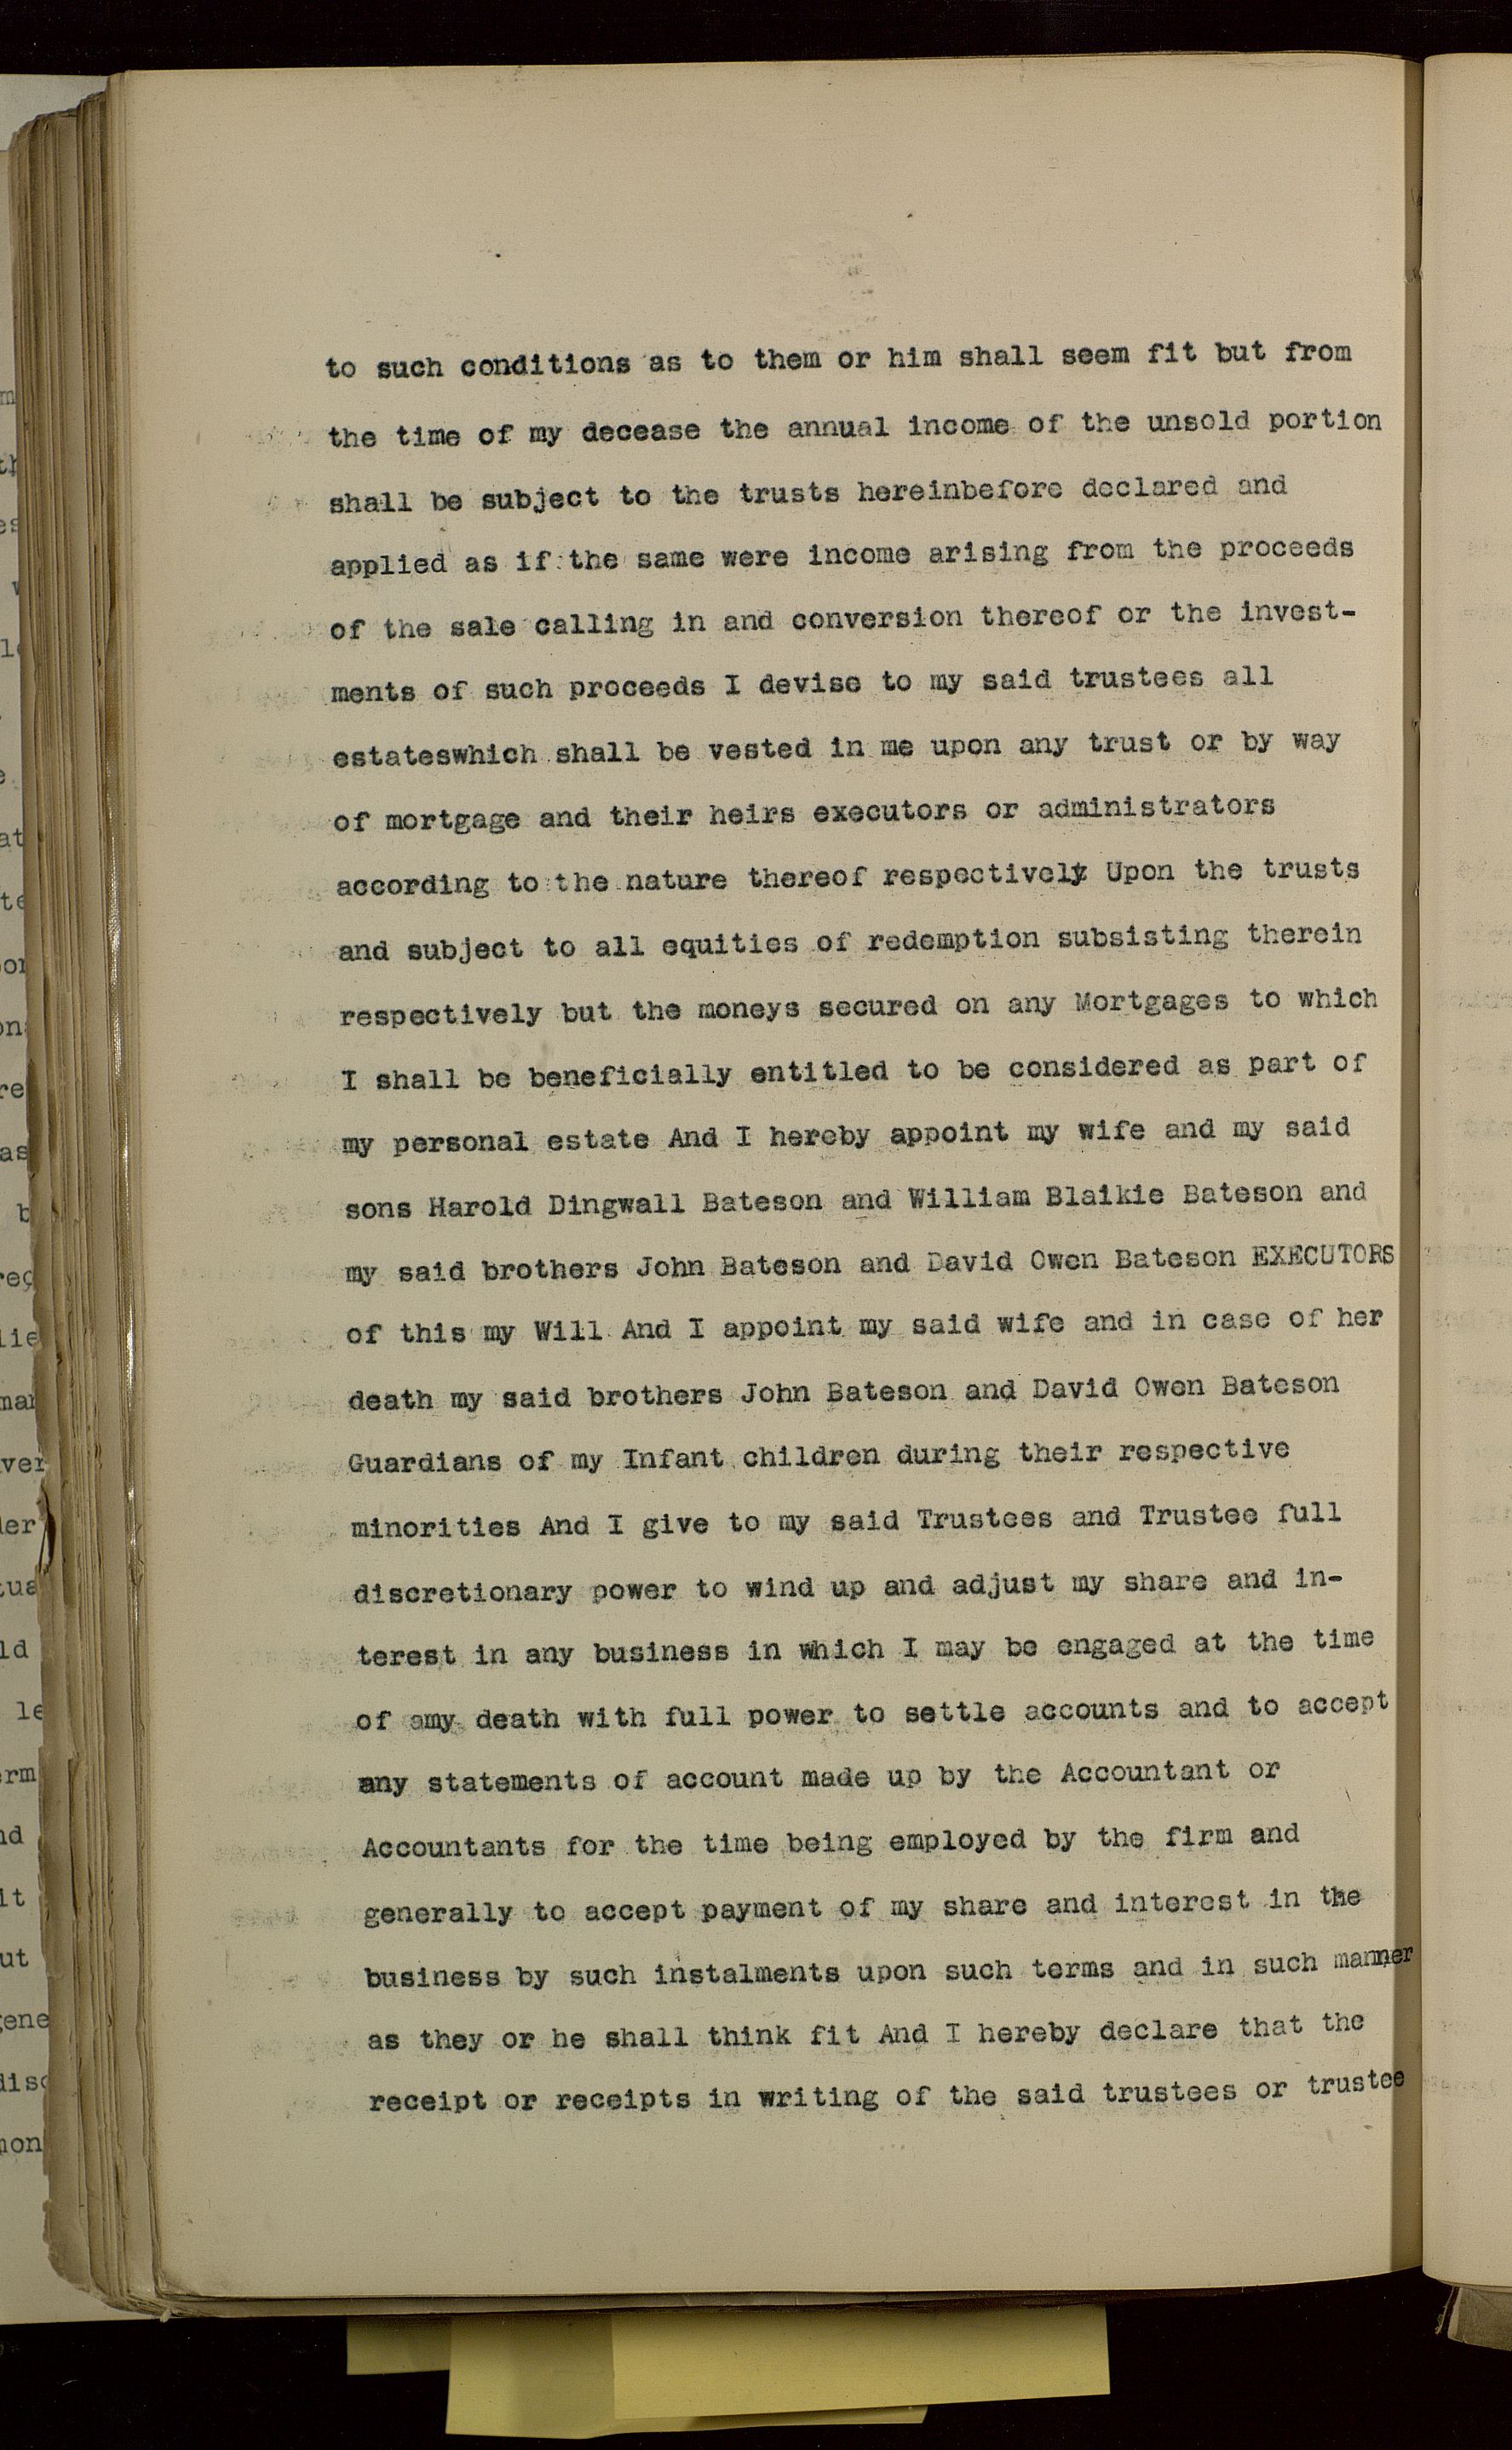 to such conditions as to them or him shall seem fit but from
the time of my decease the annual income of the unsold portion
shall be subject to the trusts hereinbefore declared and
applied as if the same were income arising from the proceeds
of the sale calling in and conversion thereof or the invest-
ments of such proceeds I devise to my said trustees all
estateswhich shall be vested in me upon any trust or by way
of mortgage and their heirs executors or administrators
according to the nature thereof respectively Upon the trusts
and subject to all equities of redemption subsisting therein
respectively but the moneys secured on any Mortgages to which
I shall be beneficially entitled to be considered as part of
my personal estate And I hereby appoint my wife and my said
sons Harold Dingwall Bateson and William Blaikie Bateson and
my said brothers John Bateson and David Owen Bateson EXECUTORS
of this my Will And I appoint my said wife and in case of her
death my said brothers John Bateson and David Owen Bateson
Guardians of my Infant children during their respective
minorities And I give to my said Trustees and Trustee full
discretionary power to wind up and adjust my share and in-
terest in any business in which I may be engaged at the time
of amy death with full power to settle accounts and to accept
any statements of account made up by the Accountant or
Accountants for the time being employed by the firm and
generally to accept payment of my share and interest in the
business by such instalments upon such terms and in such manner
as they or he shall think fit And I hereby declare that the
receipt or receipts in writing of the said trustees or trustee